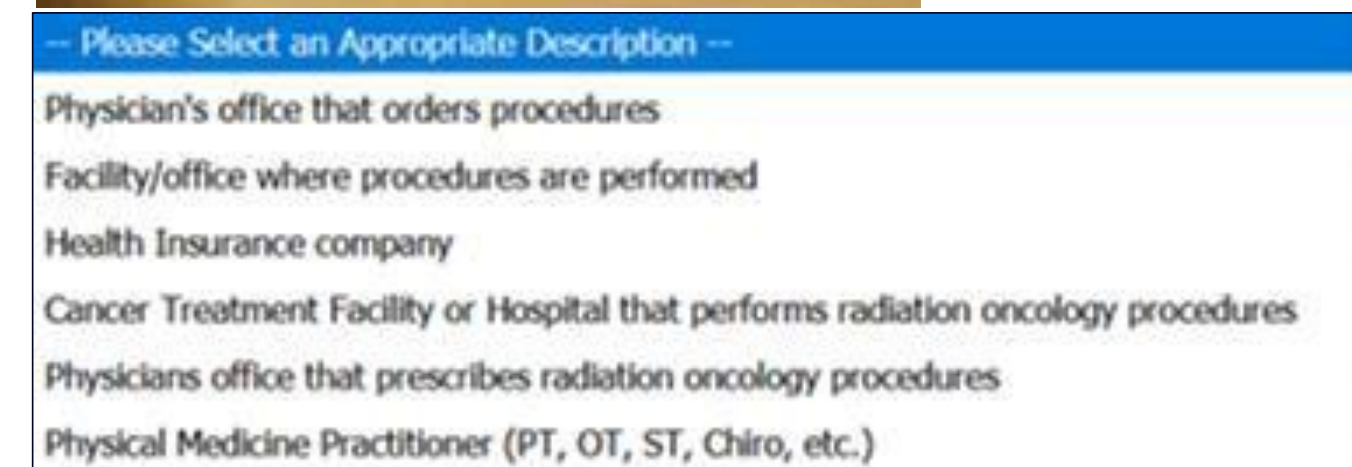 -- Please Select an Appropriate Description --
Physician's office that orders procedures
Facility/office where procedures are performed
Health Insurance company
Cancer Treatment Facility or Hospital that performs radiation oncology procedures
Physicians office that prescribes radiation oncology procedures
Physical Medicine Practitioner (PT, OT, ST, Chiro, etc.)